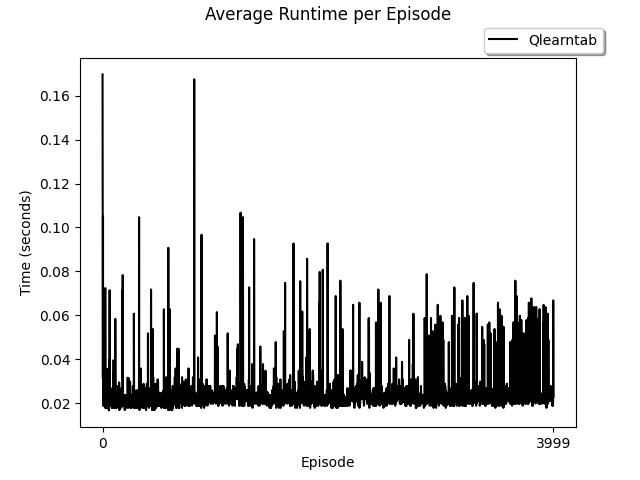 Average Runtime per Episode
Qlearntab
0.16
0.14
0.12
0.10
0.08
0.06
0.04
0.02
Time (seconds)
0
3999
Episode